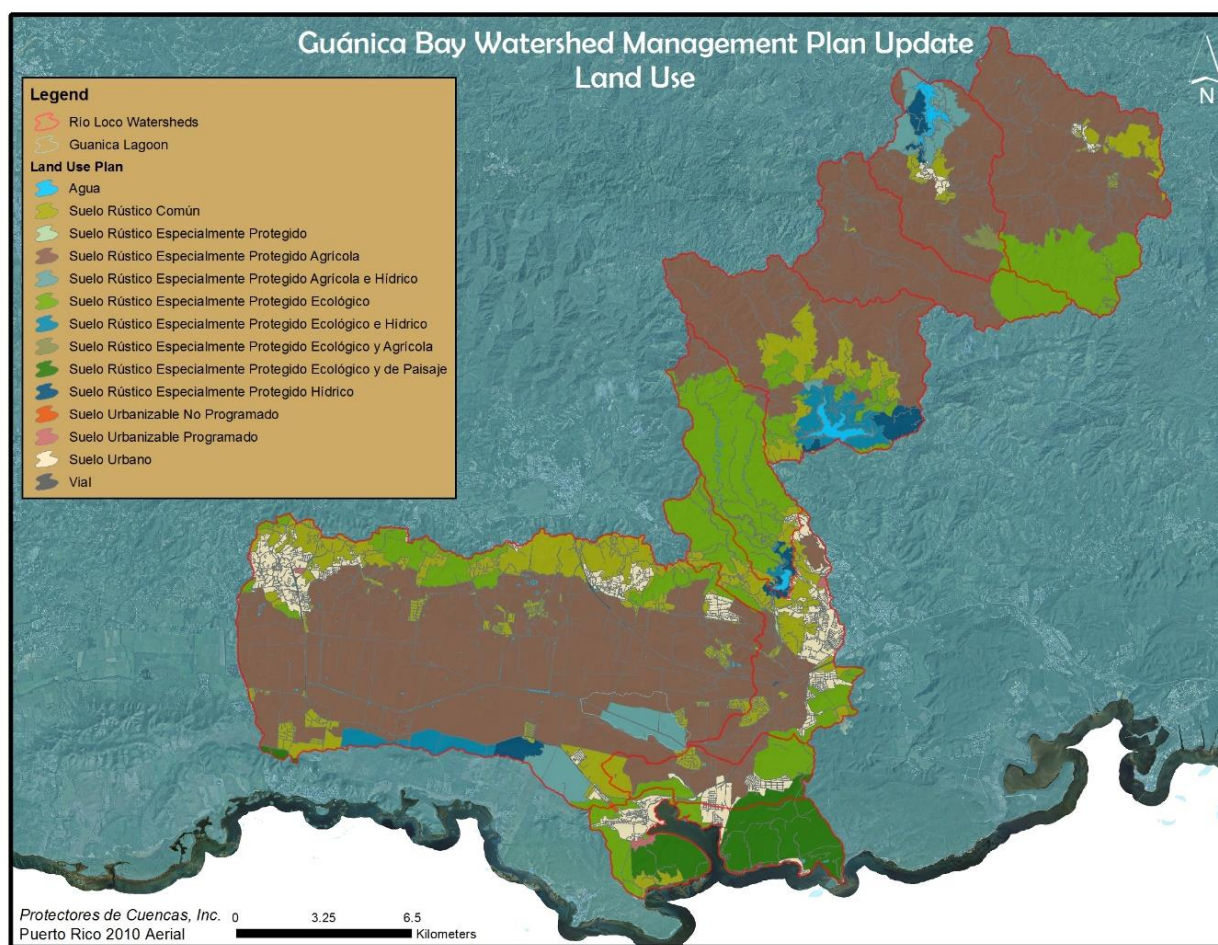 Guánica Bay Watershed Management Plan Update
Land Use
N
Legend
Río Loco Watersheds
Guanica Lagoon
Land Use Plan
Agua
Suelo Rústico Común
Suelo Rústico Especialmente Protegido
Suelo Rústico Especialmente Protegido Agrícola
Suelo Rústico Especialmente Protegido Agrícola e Hídrico
Suelo Rústico Especialmente Protegido Ecológico
Suelo Rústico Especialmente Protegido Ecológico e Hídrico
Suelo Rústico Especialmente Protegido Ecológico y Agrícola
Suelo Rústico Especialmente Protegido Ecológico y de Paisaje
Suelo Rústico Especialmente Protegido Hídrico
Suelo Urbanizable No Programado
Suelo Urbanizable Programado
Suelo Urbano
Vial
Protectores de Cuencas, Inc.
Puerto Rico 2010 Aerial
0 3.25 6.5
Kilometers